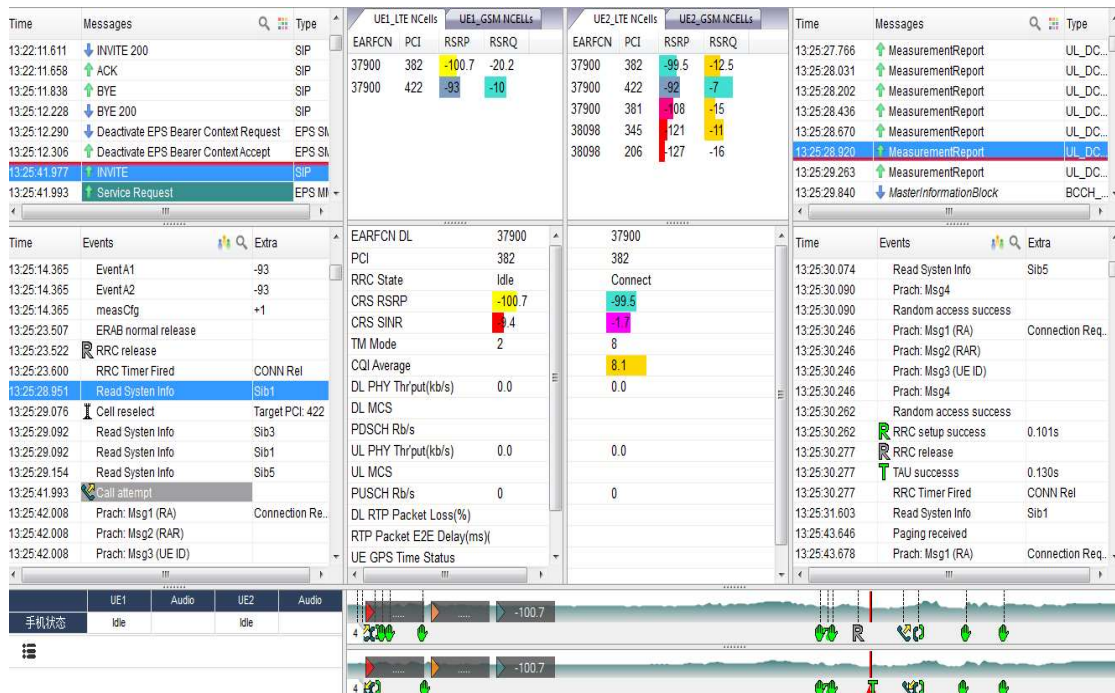 Time Messages Type
13:22:11.611 INVITE 200 SIP
13:22:11.658 ACK SIP
13:25:11.838 BYE SIP
13:25:12.228 BYE 200 SIP
13:25:12.290 Deactivate EPS Bearer Context Request EPS SM
13:25:12.306 Deactivate EPS Bearer Context Accept EPS SM
13:25:41.977 INVITE SIP
13:25:41.993 Service Request EPS MM
UE1_LTE NCells UE1_GSM NCELLS
EARFCN PCI RSRP RSRQ
37900 382 -100.7 -20.2
37900 422 -93 -10
UE2_LTE NCells UE2_GSM NCELLS
EARFCN PCI RSRP RSRQ
37900 382 -99.5 -12.5
37900 422 -92 -7
37900 381 -108 -15
38098 345 -121 -11
38098 206 -127 -16
Time Messages Type
13:25:27.766 MeasurementReport UL_DC...
13:25:28.031 MeasurementReport UL_DC...
13:25:28.202 MeasurementReport UL_DC...
13:25:28.436 MeasurementReport UL_DC...
13:25:28.670 MeasurementReport UL_DC...
13:25:28.920 MeasurementReport UL_DC...
13:25:29.263 MeasurementReport UL_DC...
13:25:29.840 MasterInformationBlock BCCH_...
Time Events Extra
13:25:14.365 EventA1 -93
13:25:14.365 EventA2 -93
13:25:14.365 measCfg +1
13:25:23.507 ERAB normal release
13:25:23.522 RRC release
13:25:23.600 RRC Timer Fired CONN Rel
13:25:28.951 Read Systen Info Sib1
13:25:29.076 Cell reselect Target PCI: 422
13:25:29.092 Read Systen Info Sib3
13:25:29.092 Read Systen Info Sib1
13:25:29.154 Read Systen Info Sib5
13:25:41.993 Call attempt
13:25:42.008 Prach: Msg1 (RA) Connection Re...
13:25:42.008 Prach: Msg2 (RAR)
13:25:42.008 Prach: Msg3 (UE ID)
EARFCN DL 37900 37900
PCI 382 382
RRC State Idle Connect
CRS RSRP -100.7 -99.5
CRS SINR -9.4 -1.7
TM Mode 2 8
CQI Average 8.1
DL PHY Thr'put(kb/s) 0.0 0.0
DL MCS
PDSCH Rb/s
UL PHY Thr'put(kb/s) 0.0 0.0
UL MCS
PUSCH Rb/s 0 0
DL RTP Packet Loss(%)
RTP Packet E2E Delay(ms)(
UE GPS Time Status
Time Events Extra
13:25:30.074 Read Systen Info Sib5
13:25:30.090 Prach: Msg4
13:25:30.090 Random access success
13:25:30.246 Prach: Msg1 (RA) Connection Req...
13:25:30.246 Prach: Msg2 (RAR)
13:25:30.246 Prach: Msg3 (UE ID)
13:25:30.246 Prach: Msg4
13:25:30.262 Random access success
13:25:30.262 RRC setup success 0.101s
13:25:30.277 RRC release
13:25:30.277 TAU successs 0.130s
13:25:30.277 RRC Timer Fired CONN Rel
13:25:31.603 Read Systen Info Sib1
13:25:43.646 Paging received
13:25:43.678 Prach: Msg1 (RA) Connection Req...
UE1 Audio UE2 Audio
手机状态 Idle Idle
..... ..... -100.7
4
..... ..... -100.7
4